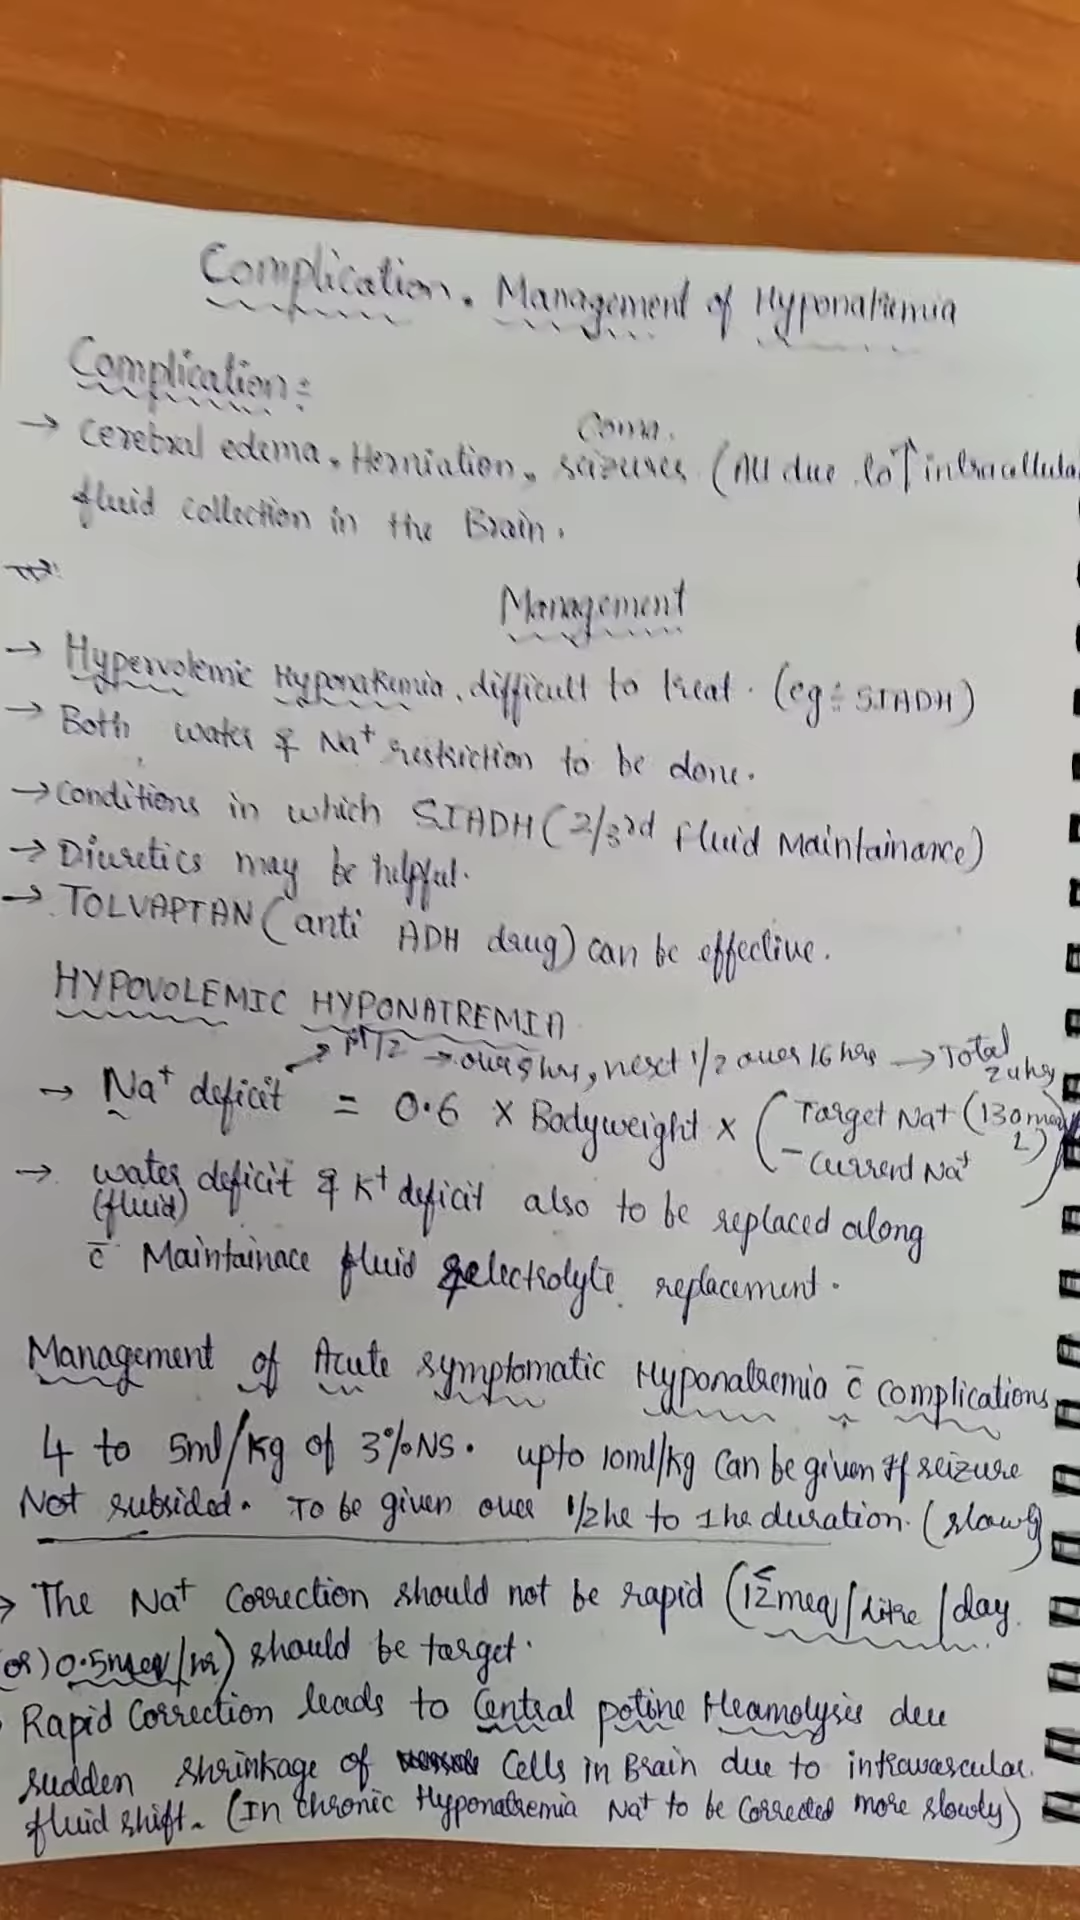 Complication, Management of Hyponatremia
Complication:
Coma,
→ cerebral edema, Herniation, seizures (All due to ↑ intracellula
fluid collection in the Brain.
Management
→ Hypervolemic Hyponatremia, difficult to treat. (eg: SIADH)
→ Both water & Na+ restriction to be done.
→ Conditions in which SIADH (2/3rd fluid Maintainance)
→ Diuretics may be helpful.
→ TOLVAPTAN (anti ADH drug) can be effective.
HYPOVOLEMIC HYPONATREMIA
→ over 8 hrs, next 1/2 over 16 hrs → Total 24 hrs
→ Na+ deficit = 0.6 x Bodyweight x (Target Na+ (130 meq/L)
- current Na+)
→ water deficit & K+ deficit also to be replaced along
(fluid)
c̄ Maintainace fluid & electrolyte replacement.
Management of Acute symptomatic Hyponatremia c̄ complications
4 to 5ml/kg of 3% NS. upto 10ml/kg can be given if seizure
Not subsided. To be given over 1/2 hr to 1 hr duration. (slowly)
→ The Na+ Correction should not be rapid (≤12 meq/Litre/day
(or) 0.5meq/hr) should be target.
Rapid Correction leads to Central potine Heamolysis due
sudden shrinkage of Cells in Brain due to intravascular
fluid shift. (In chronic Hyponatremia Na+ to be Corrected more slowly)